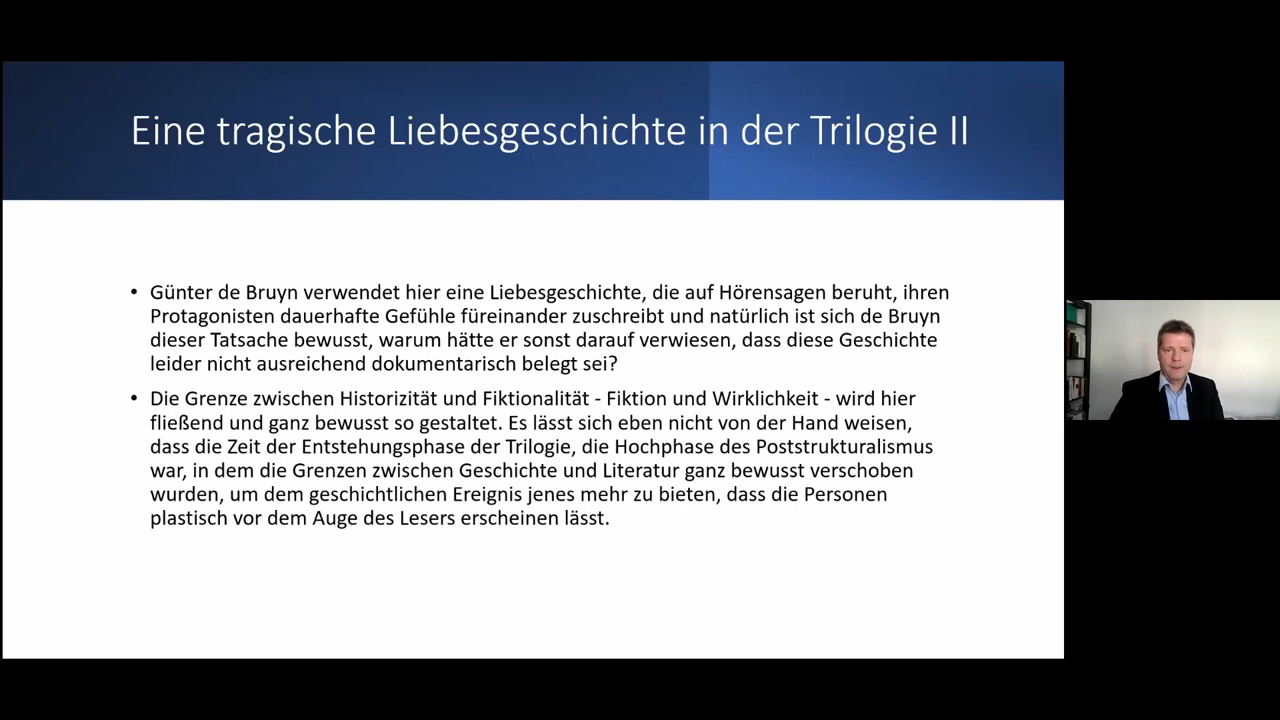 Eine tragische Liebesgeschichte in der Trilogie II
• Günter de Bruyn verwendet hier eine Liebesgeschichte, die auf Hörensagen beruht, ihren
Protagonisten dauerhafte Gefühle füreinander zuschreibt und natürlich ist sich de Bruyn
dieser Tatsache bewusst, warum hätte er sonst darauf verwiesen, dass diese Geschichte
leider nicht ausreichend dokumentarisch belegt sei?
• Die Grenze zwischen Historizität und Fiktionalität - Fiktion und Wirklichkeit - wird hier
fließend und ganz bewusst so gestaltet. Es lässt sich eben nicht von der Hand weisen,
dass die Zeit der Entstehungsphase der Trilogie, die Hochphase des Poststrukturalismus
war, in dem die Grenzen zwischen Geschichte und Literatur ganz bewusst verschoben
wurden, um dem geschichtlichen Ereignis jenes mehr zu bieten, dass die Personen
plastisch vor dem Auge des Lesers erscheinen lässt.